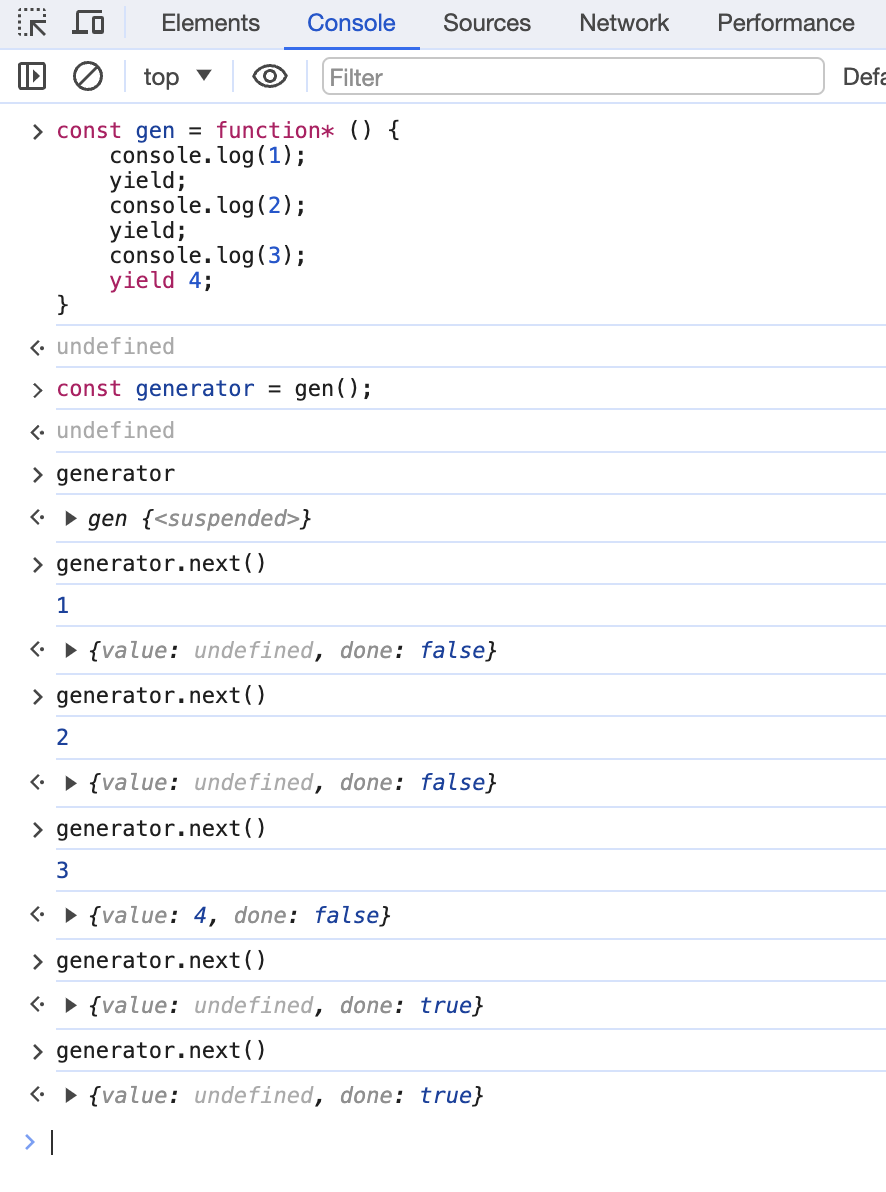 Elements Console Sources Network Performance
top Filter Defa
const gen = function* () {
    console.log(1);
    yield;
    console.log(2);
    yield;
    console.log(3);
    yield 4;
}
undefined
const generator = gen();
undefined
generator
gen {<suspended>}
generator.next()
1
{value: undefined, done: false}
generator.next()
2
{value: undefined, done: false}
generator.next()
3
{value: 4, done: false}
generator.next()
{value: undefined, done: true}
generator.next()
{value: undefined, done: true}